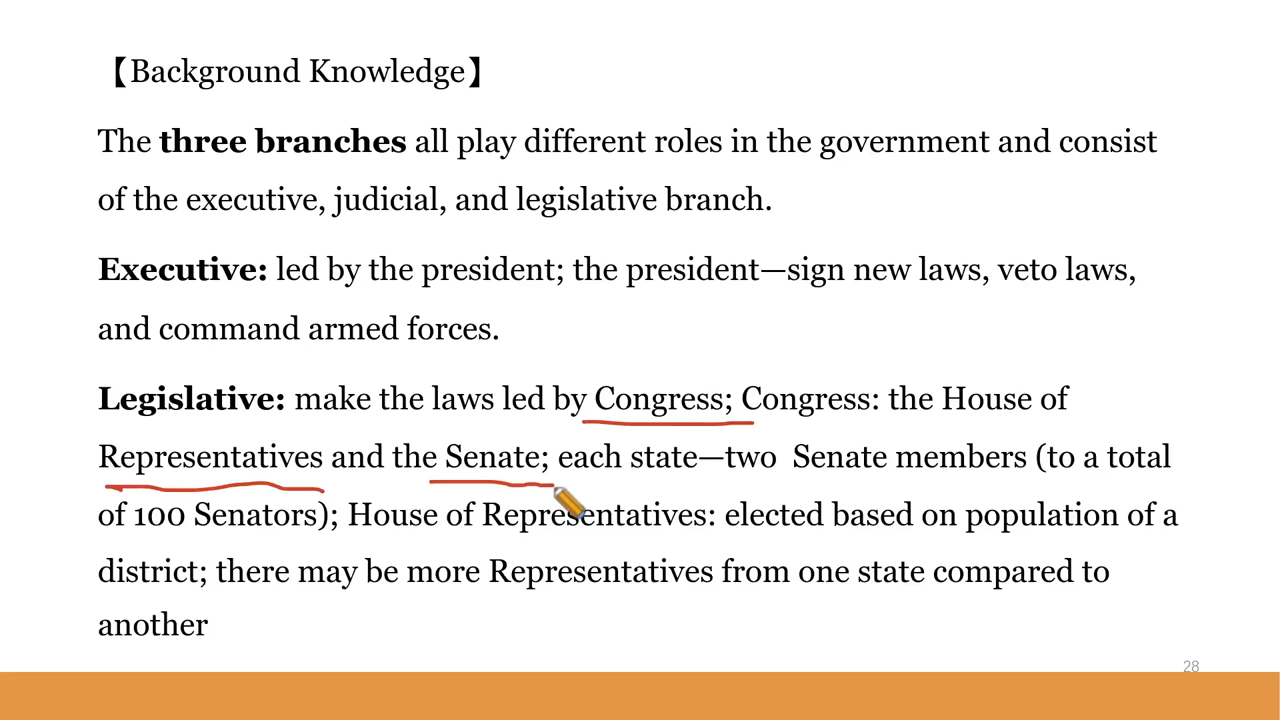 【Background Knowledge】
The three branches all play different roles in the government and consist
of the executive, judicial, and legislative branch.
Executive: led by the president; the president—sign new laws, veto laws,
and command armed forces.
Legislative: make the laws led by Congress; Congress: the House of
Representatives and the Senate; each state—two  Senate members (to a total
of 100 Senators); House of Representatives: elected based on population of a
district; there may be more Representatives from one state compared to
another
28